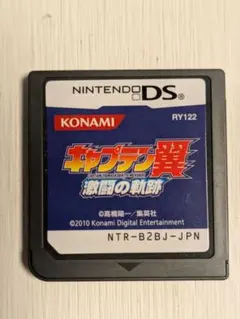 NINTENDO DS
KONAMI
RY122
キャプテン翼
激闘の軌跡
©高橋陽一/集英社
©2010 Konami Digital Entertainment
NTR-B2BJ-JPN